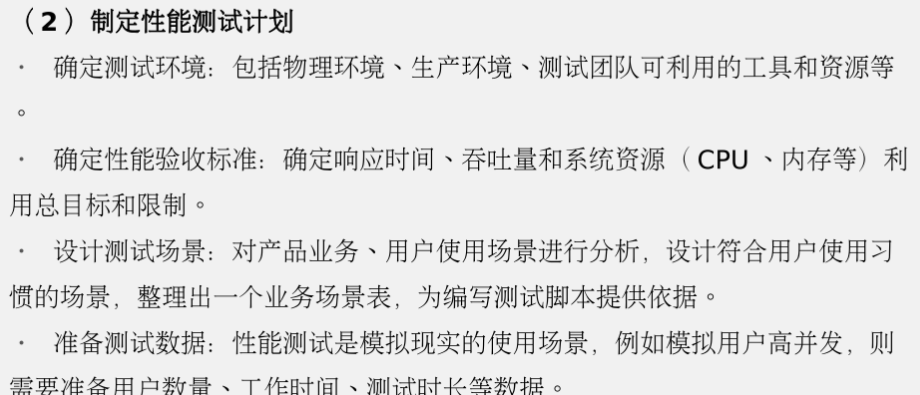 （2）制定性能测试计划
· 确定测试环境：包括物理环境、生产环境、测试团队可利用的工具和资源等
。
· 确定性能验收标准：确定响应时间、吞吐量和系统资源（CPU、内存等）利
用总目标和限制。
· 设计测试场景：对产品业务、用户使用场景进行分析，设计符合用户使用习
惯的场景，整理出一个业务场景表，为编写测试脚本提供依据。
· 准备测试数据：性能测试是模拟现实的使用场景，例如模拟用户高并发，则
需要准备用户数量、工作时间、测试时长等数据。